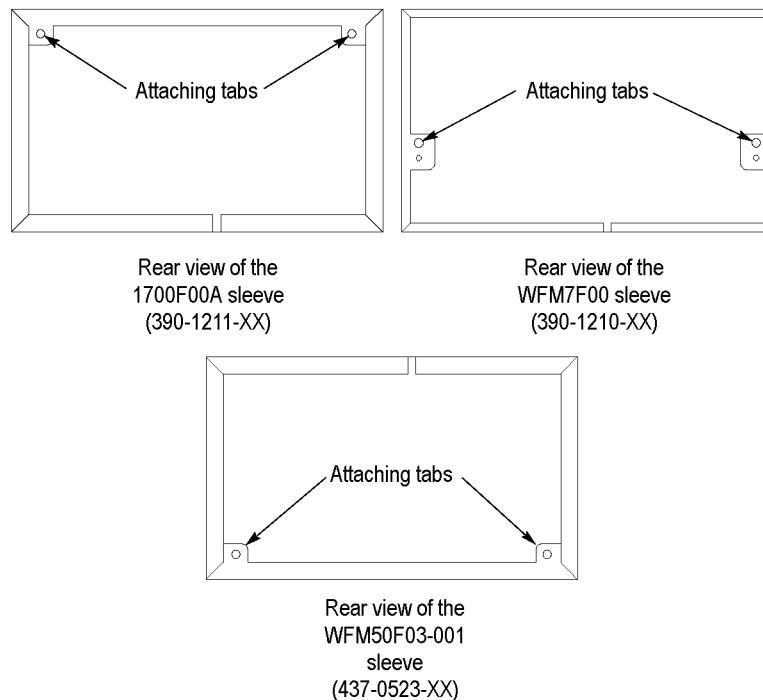 Attaching tabs
Attaching tabs
Rear view of the
1700F00A sleeve
(390-1211-XX)
Rear view of the
WFM7F00 sleeve
(390-1210-XX)
Attaching tabs
Rear view of the
WFM50F03-001
sleeve
(437-0523-XX)